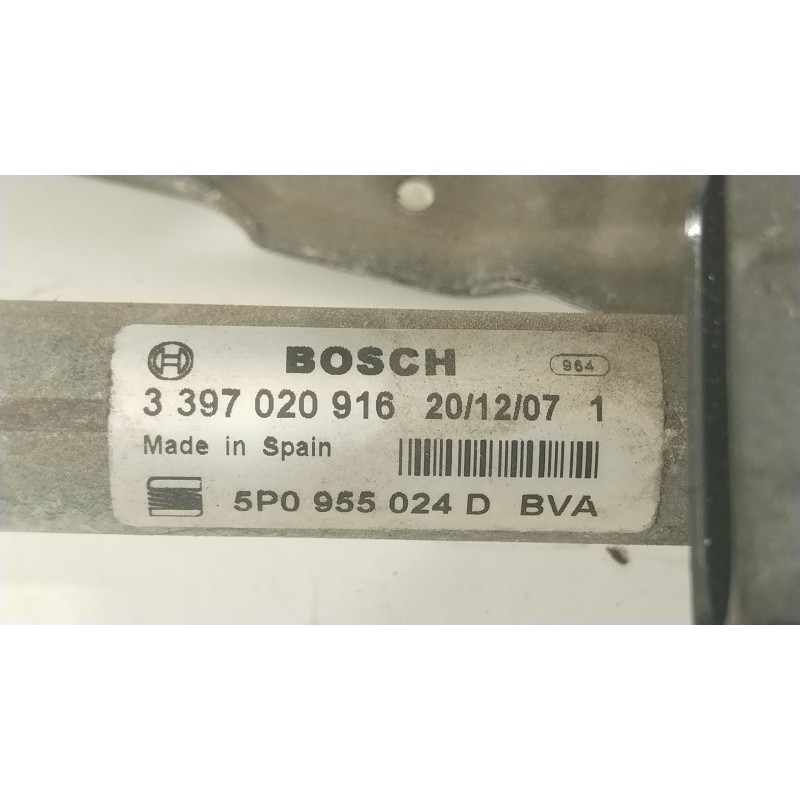 BOSCH 964
3 397 020 916 20/12/07 1
Made in Spain
5P0 955 024 D BVA